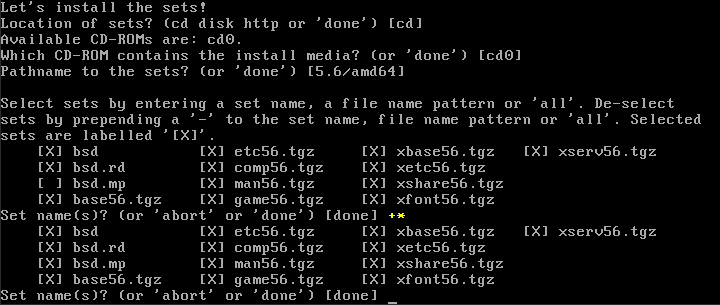 Let's install the sets!
Location of sets? (cd disk http or 'done') [cd]
Available CD-ROMs are: cd0.
Which CD-ROM contains the install media? (or 'done') [cd0]
Pathname to the sets? (or 'done') [5.6/amd64]

Select sets by entering a set name, a file name pattern or 'all'. De-select
sets by prepending a '-' to the set name, file name pattern or 'all'. Selected
sets are labelled '[X]'.
    [X] bsd           [X] etc56.tgz     [X] xbase56.tgz   [X] xserv56.tgz
    [X] bsd.rd        [X] comp56.tgz    [X] xetc56.tgz
    [ ] bsd.mp        [X] man56.tgz     [X] xshare56.tgz
    [X] base56.tgz    [X] game56.tgz    [X] xfont56.tgz
Set name(s)? (or 'abort' or 'done') [done] +*
    [X] bsd           [X] etc56.tgz     [X] xbase56.tgz   [X] xserv56.tgz
    [X] bsd.rd        [X] comp56.tgz    [X] xetc56.tgz
    [X] bsd.mp        [X] man56.tgz     [X] xshare56.tgz
    [X] base56.tgz    [X] game56.tgz    [X] xfont56.tgz
Set name(s)? (or 'abort' or 'done') [done] _